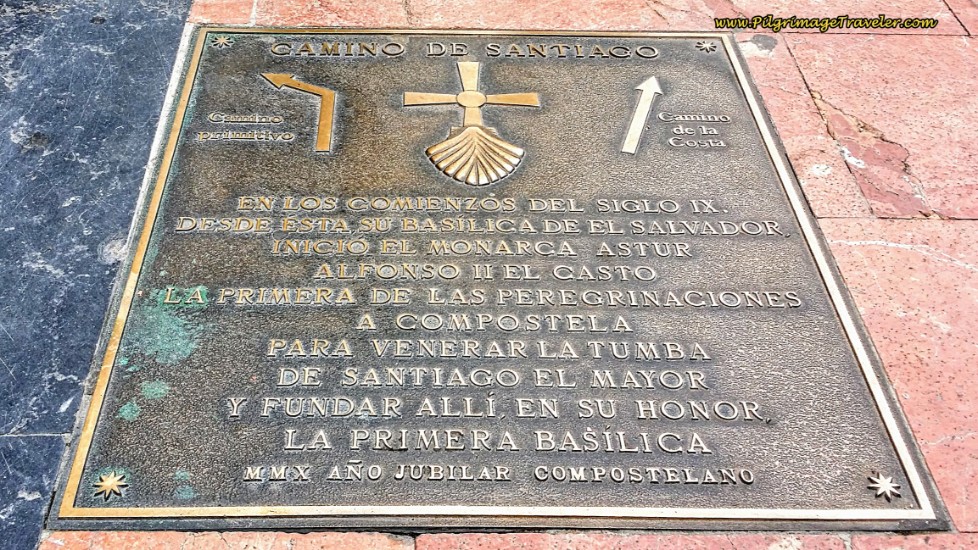 www.PilgrimageTraveler.com
CAMINO DE SANTIAGO
Camino
primitivo
Camino
de la
Costa
EN LOS COMIENZOS DEL SIGLO IX,
DESDE ÉSTA, SU BASÍLICA DE EL SALVADOR,
INICIÓ EL MONARCA ASTUR
ALFONSO II EL CASTO
LA PRIMERA DE LAS PEREGRINACIONES
A COMPOSTELA
PARA VENERAR LA TUMBA
DE SANTIAGO EL MAYOR
Y FUNDAR ALLÍ, EN SU HONOR,
LA PRIMERA BASÍLICA
MMX AÑO JUBILAR COMPOSTELANO